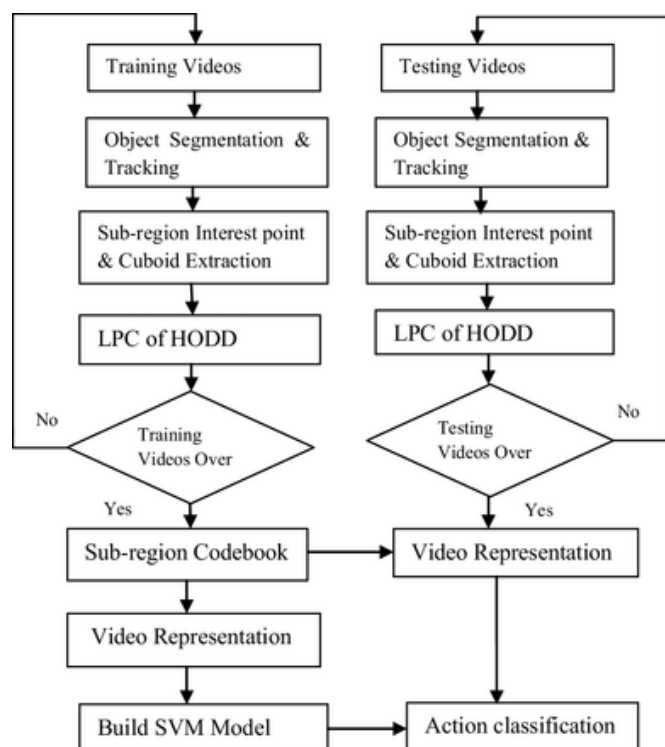 Training Videos
Object Segmentation &
Tracking
Sub-region Interest point
& Cuboid Extraction
LPC of HODD
No
Training
Videos Over
Yes
Sub-region Codebook
Video Representation
Build SVM Model
Testing Videos
Object Segmentation &
Tracking
Sub-region Interest point
& Cuboid Extraction
LPC of HODD
No
Testing
Videos Over
Yes
Video Representation
Action classification